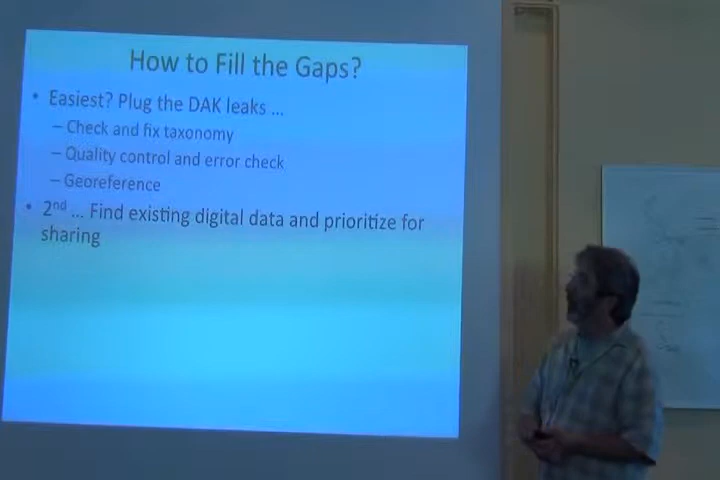 How to Fill the Gaps?
• Easiest? Plug the DAK leaks ...
– Check and fix taxonomy
– Quality control and error check
– Georeference
• 2nd ... Find existing digital data and prioritize for
sharing